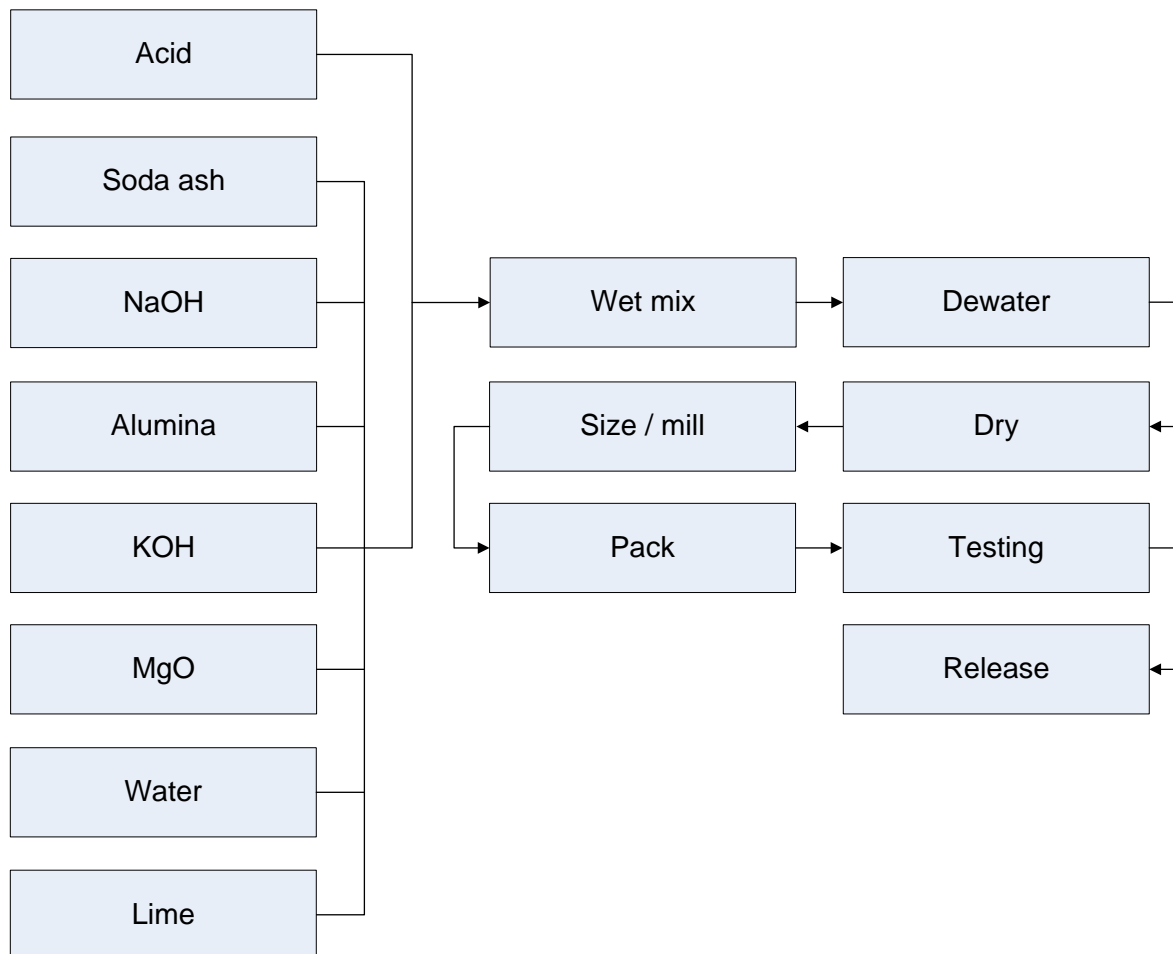 Acid
Soda ash
NaOH
Alumina
KOH
MgO
Water
Lime
Wet mix
Dewater
Size / mill
Dry
Pack
Testing
Release